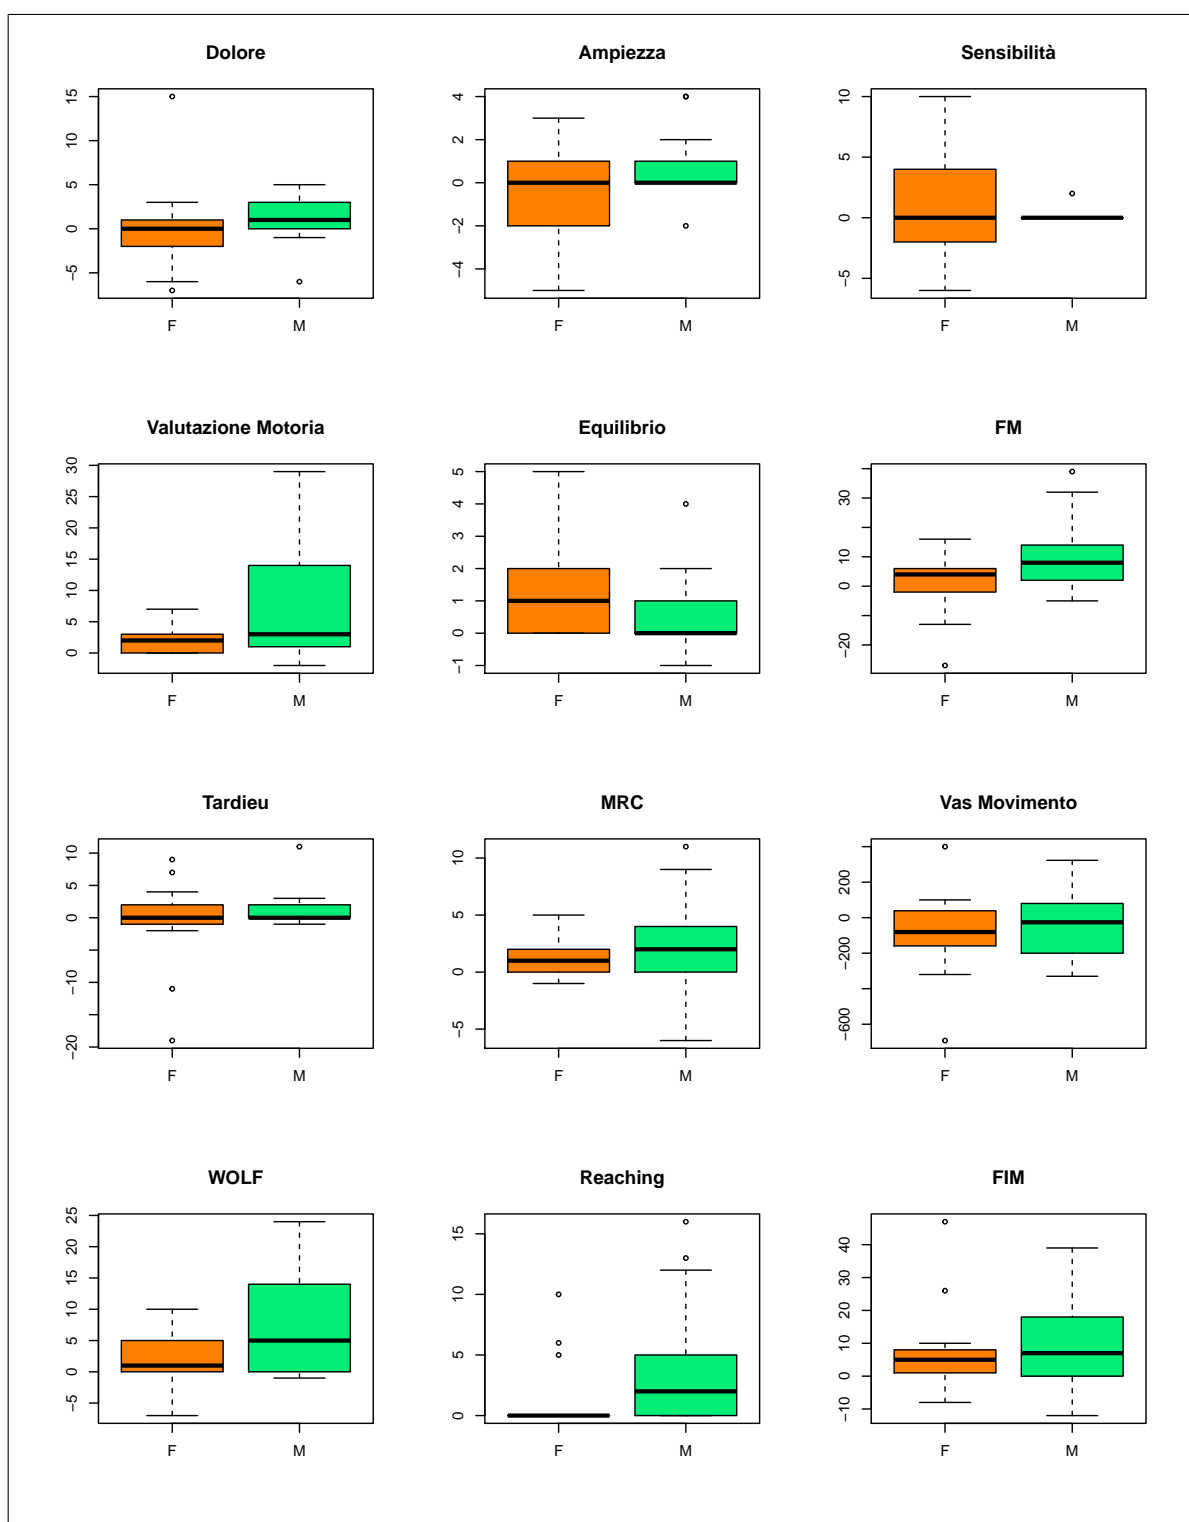 Dolore Ampiezza Sensibilità
15 10 5 0 −5
4 2 0 −2 −4
10 5 0 −5
F M F M F M
Valutazione Motoria Equilibrio FM
30 25 20 15 10 5 0
5 4 3 2 1 0 −1
30 10 0 −20
F M F M F M
Tardieu MRC Vas Movimento
10 5 0 −10 −20
10 5 0 −5
200 0 −200 −600
F M F M F M
WOLF Reaching FIM
25 20 15 10 5 0 −5
15 10 5 0
40 30 20 10 0 −10
F M F M F M